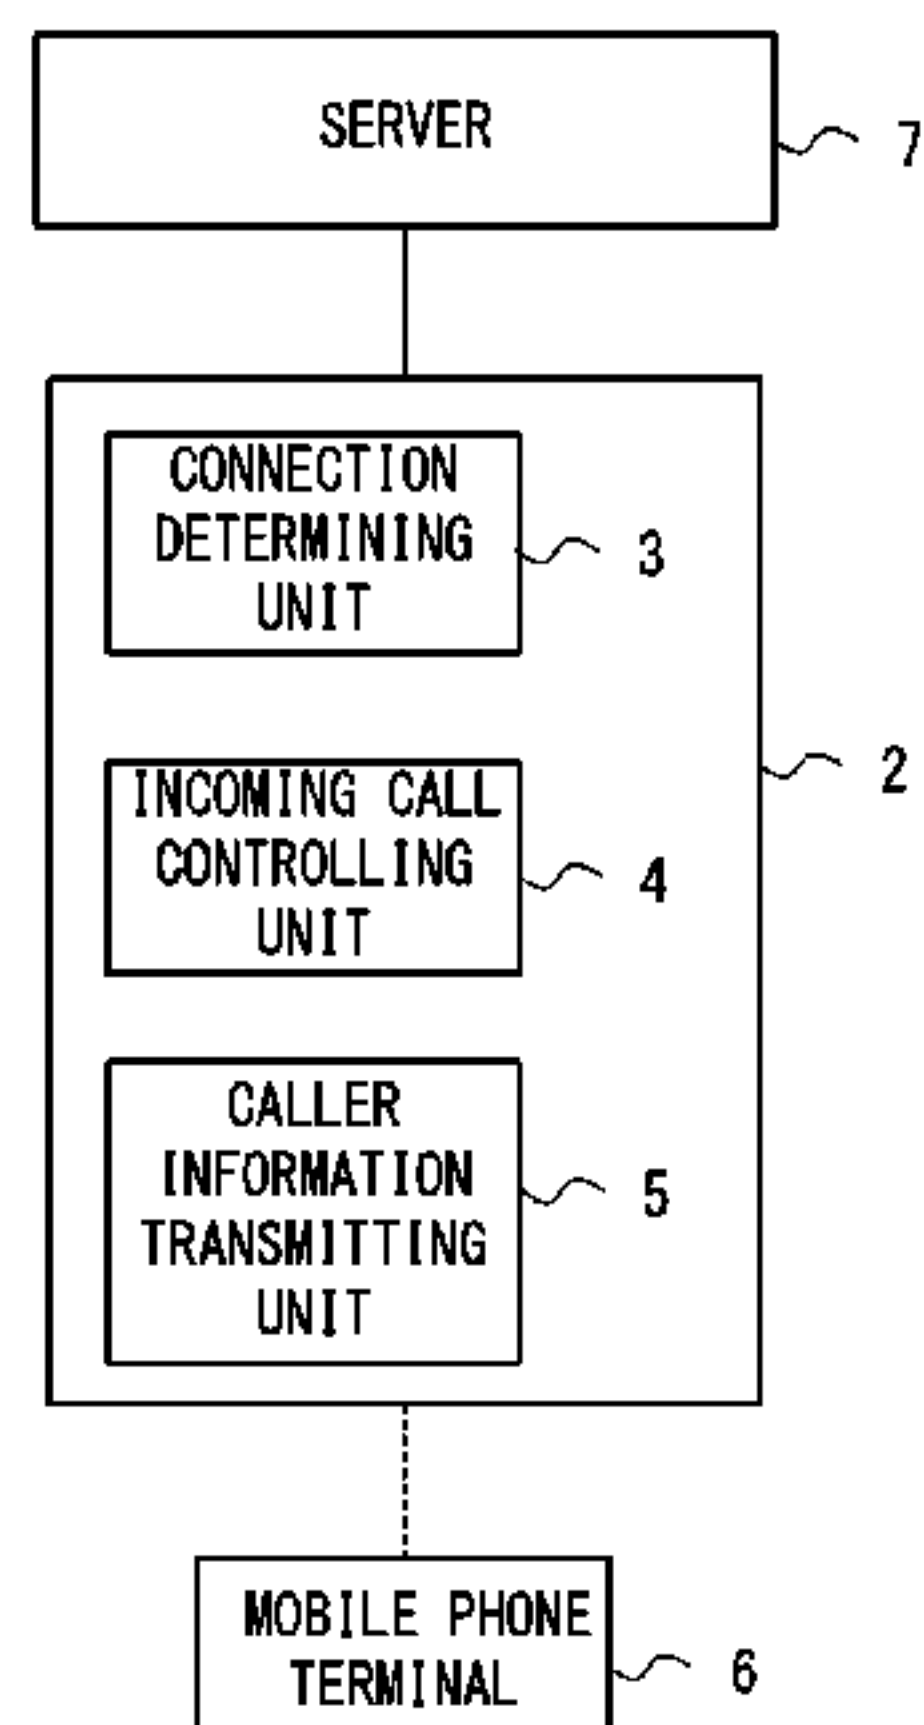 SERVER
7
CONNECTION
DETERMINING
UNIT
3
2
INCOMING CALL
CONTROLLING
UNIT
4
CALLER
INFORMATION
TRANSMITTING
UNIT
5
MOBILE PHONE
TERMINAL
6